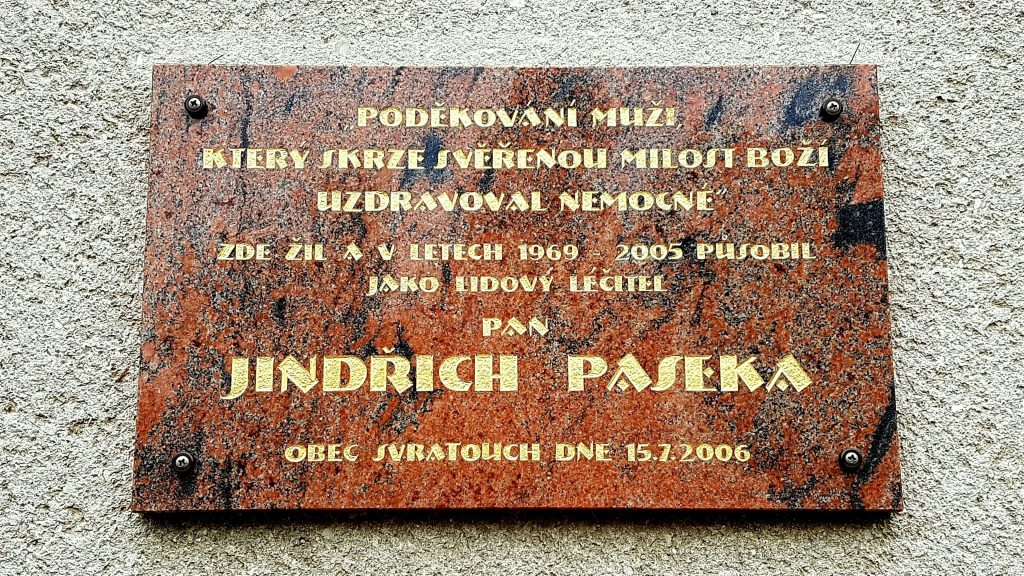 „PODĚKOVÁNÍ MUŽI
KTERY SKRZE SVĚŘENOU MILOST BOŽÍ
UZDRAVOVAL NEMOCNÉ“
ZDE ŽIL A V LETECH 1969 - 2005 PŮSOBIL
JAKO LIDOVÝ LÉČITEL
PAN
JINDŘICH PASEKA
OBEC SVRATOUCH DNE 15.7.2006